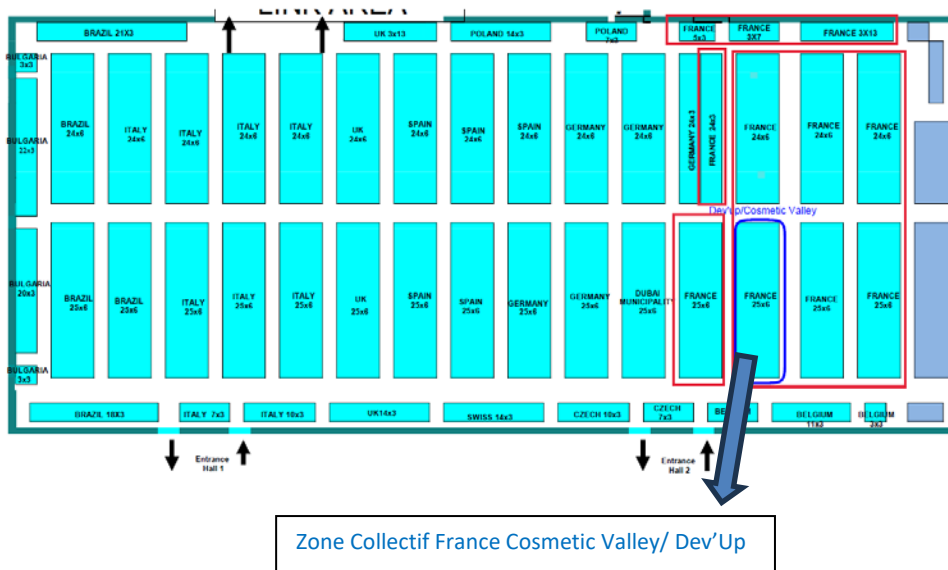 LINK AREA
BRAZIL 21X3
UK 3x13
POLAND 14x3
POLAND
7x3
FRANCE
5x3
FRANCE
3X7
FRANCE 3X13
BULGARIA
3x3
BULGARIA
22x3
BRAZIL
24x6
ITALY
24x6
ITALY
24x6
ITALY
24x6
ITALY
24x6
UK
24x6
SPAIN
24x6
SPAIN
24x6
SPAIN
24x6
GERMANY
24x6
GERMANY
24x6
GERMANY 24x3
FRANCE 24x3
FRANCE
24x6
FRANCE
24x6
FRANCE
24x6
Dev'up/Cosmetic Valley
BULGARIA
20x3
BRAZIL
25x6
BRAZIL
25x6
ITALY
25x6
ITALY
25x6
ITALY
25x6
UK
25x6
SPAIN
25x6
SPAIN
25x6
GERMANY
25x6
GERMANY
25x6
DUBAI
MUNICIPALITY
25x6
FRANCE
25x6
FRANCE
25x6
FRANCE
25x6
FRANCE
25x6
BULGARIA
3x3
BRAZIL 18X3
ITALY 7x3
ITALY 10x3
UK14x3
SWISS 14x3
CZECH 10x3
CZECH
7x3
BELGIUM
11x3
BELGIUM
3x3
Entrance
Hall 1
Entrance
Hall 2
Zone Collectif France Cosmetic Valley/ Dev'Up